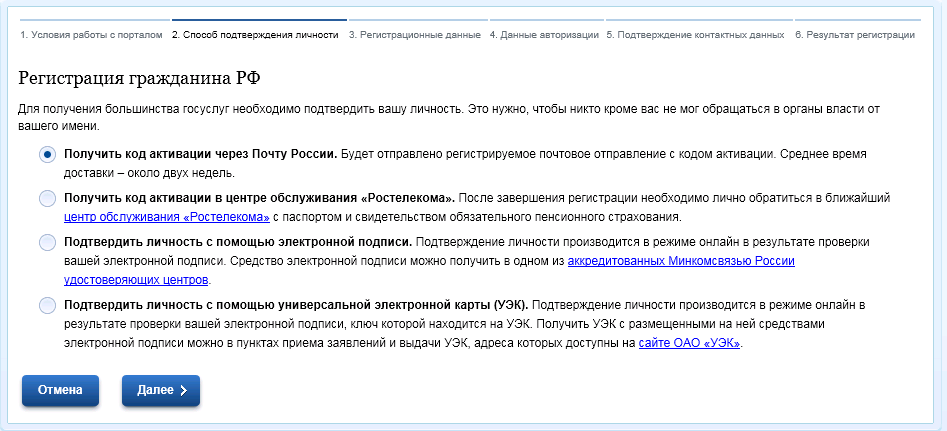 1. Условия работы с порталом 2. Способ подтверждения личности 3. Регистрационные данные 4. Данные авторизации 5. Подтверждение контактных данных 6. Результат регистрации
Регистрация гражданина РФ
Для получения большинства госуслуг необходимо подтвердить вашу личность. Это нужно, чтобы никто кроме вас не мог обращаться в органы власти от
вашего имени.
Получить код активации через Почту России. Будет отправлено регистрируемое почтовое отправление с кодом активации. Среднее время
доставки – около двух недель.
Получить код активации в центре обслуживания «Ростелекома». После завершения регистрации необходимо лично обратиться в ближайший
центр обслуживания «Ростелекома» с паспортом и свидетельством обязательного пенсионного страхования.
Подтвердить личность с помощью электронной подписи. Подтверждение личности производится в режиме онлайн в результате проверки
вашей электронной подписи. Средство электронной подписи можно получить в одном из аккредитованных Минкомсвязью России
удостоверяющих центров.
Подтвердить личность с помощью универсальной электронной карты (УЭК). Подтверждение личности производится в режиме онлайн в
результате проверки вашей электронной подписи, ключ которой находится на УЭК. Получить УЭК с размещенными на ней средствами
электронной подписи можно в пунктах приема заявлений и выдачи УЭК, адреса которых доступны на сайте ОАО «УЭК».
Отмена Далее